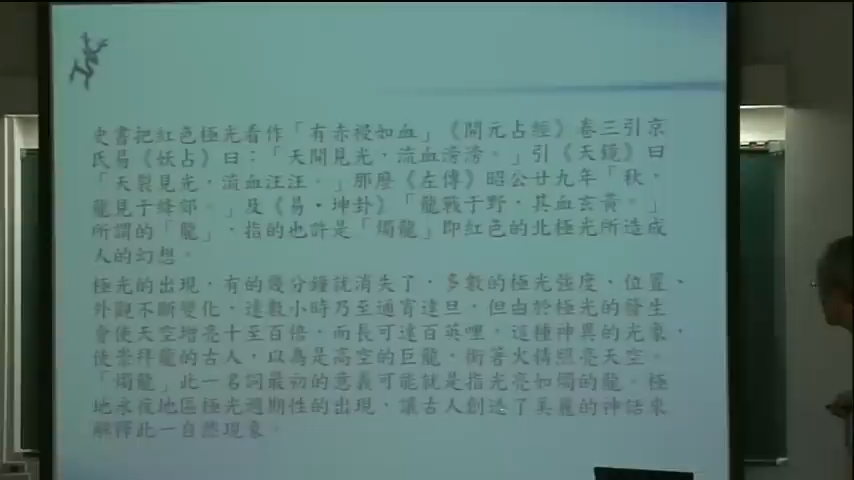 史書把紅色極光看作「有赤祲如血」《開元占經》卷三引京
氏易《妖占》曰：「天開見光，流血滂滂。」引《天鏡》曰
「天裂見光，流血汪汪。」那麼《左傳》昭公廿九年「秋，
龍見于絳郊。」及《易·坤卦》「龍戰于野，其血玄黃。」
所謂的「龍」，指的也許是「燭龍」即紅色的北極光所造成
人的幻想。
極光的出現，有的幾分鐘就消失了，多數的極光強度、位置、
外觀不斷變化，達數小時乃至通宵達旦，但由於極光的發生
會使天空增亮十至百倍，而長可達百英哩，這種神異的光象，
使崇拜龍的古人，以為是高空的巨龍，銜著火精照亮天空。
「燭龍」此一名詞最初的意義可能就是指光亮如燭的龍。極
地永夜地區極光週期性的出現，讓古人創造了美麗的神話來
解釋此一自然現象。